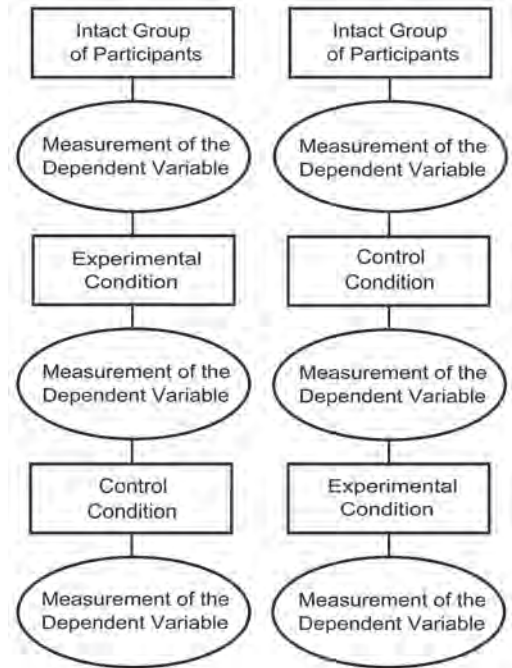 Intact Group
of Participants
Measurement of the
Dependent Variable
Experimental
Condition
Measurement of the
Dependent Variable
Control
Condition
Measurement of the
Dependent Variable
Intact Group
of Participants
Measurement of the
Dependent Variable
Control
Condition
Measurement of the
Dependent Variable
Experimental
Condition
Measurement of the
Dependent Variable